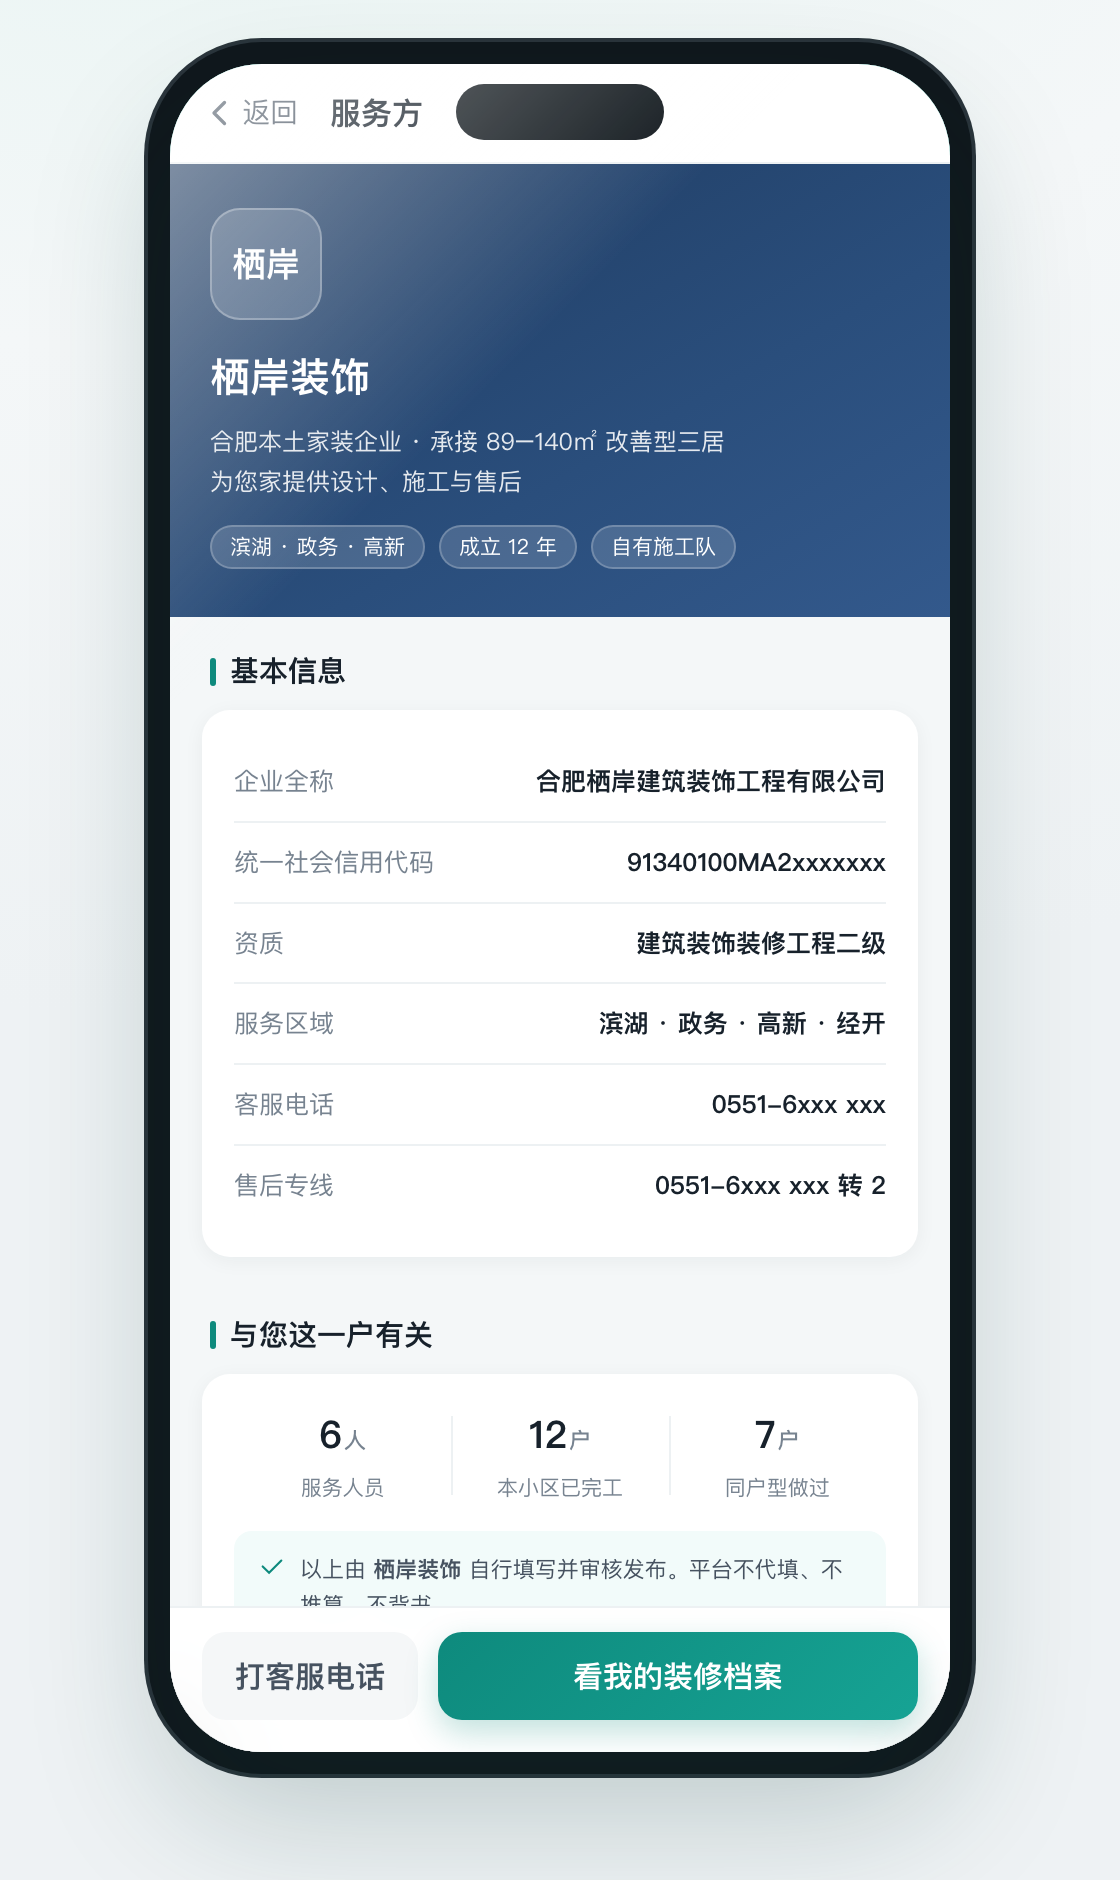 返回 服务方
栖岸
栖岸装饰
合肥本土家装企业 · 承接 89—140㎡ 改善型三居
为您家提供设计、施工与售后
滨湖 · 政务 · 高新 成立 12 年 自有施工队
基本信息
企业全称 合肥栖岸建筑装饰工程有限公司
统一社会信用代码 91340100MA2xxxxxxx
资质 建筑装饰装修工程二级
服务区域 滨湖 · 政务 · 高新 · 经开
客服电话 0551–6xxx xxx
售后专线 0551–6xxx xxx 转 2
与您这一户有关
6人 12户 7户
服务人员 本小区已完工 同户型做过
以上由 栖岸装饰 自行填写并审核发布。平台不代填、不
推算、不背书
打客服电话 看我的装修档案